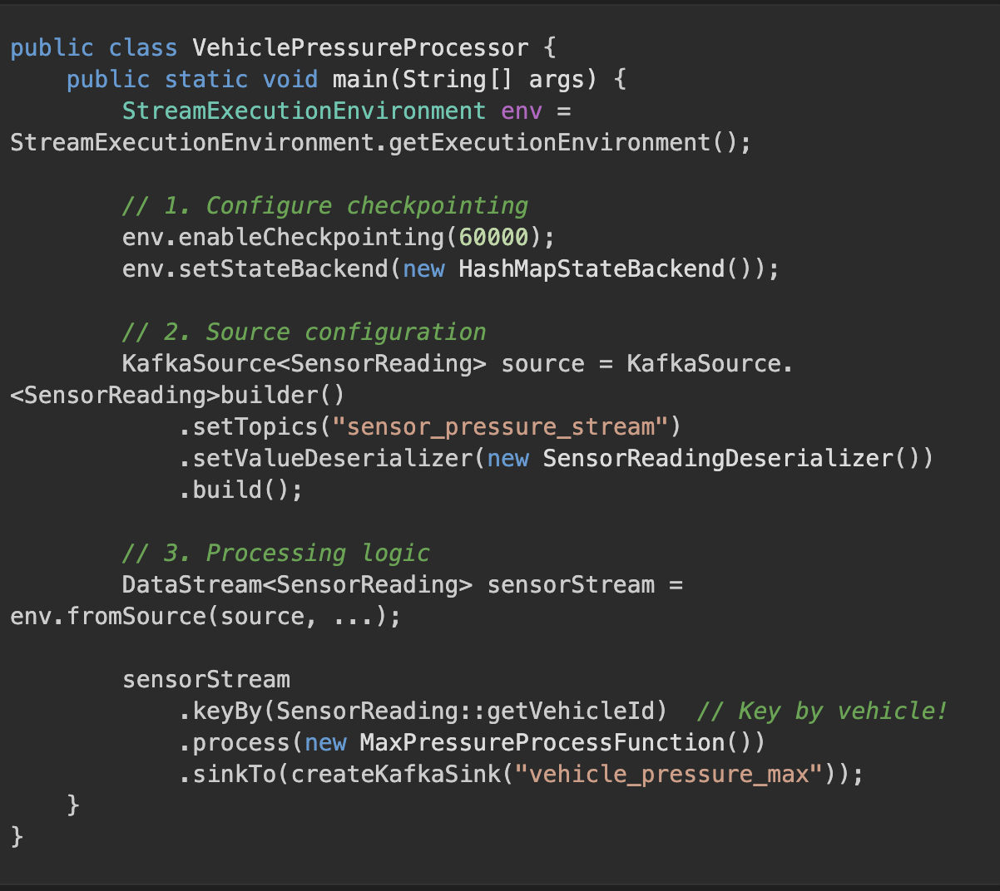 public class VehiclePressureProcessor {
    public static void main(String[] args) {
        StreamExecutionEnvironment env =
StreamExecutionEnvironment.getExecutionEnvironment();

        // 1. Configure checkpointing
        env.enableCheckpointing(60000);
        env.setStateBackend(new HashMapStateBackend());

        // 2. Source configuration
        KafkaSource<SensorReading> source = KafkaSource.
<SensorReading>builder()
            .setTopics("sensor_pressure_stream")
            .setValueDeserializer(new SensorReadingDeserializer())
            .build();

        // 3. Processing logic
        DataStream<SensorReading> sensorStream =
env.fromSource(source, ...);

        sensorStream
            .keyBy(SensorReading::getVehicleId)  // Key by vehicle!
            .process(new MaxPressureProcessFunction())
            .sinkTo(createKafkaSink("vehicle_pressure_max"));
    }
}